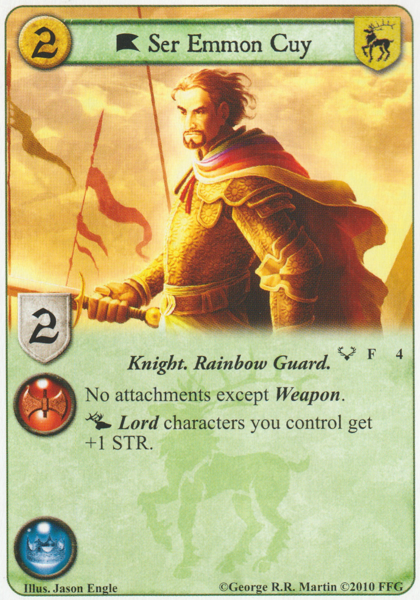 2
Ser Emmon Cuy
2
Knight. Rainbow Guard.
F 4
No attachments except Weapon.
Lord characters you control get
+1 STR.
Illus. Jason Engle
©George R.R. Martin ©2010 FFG